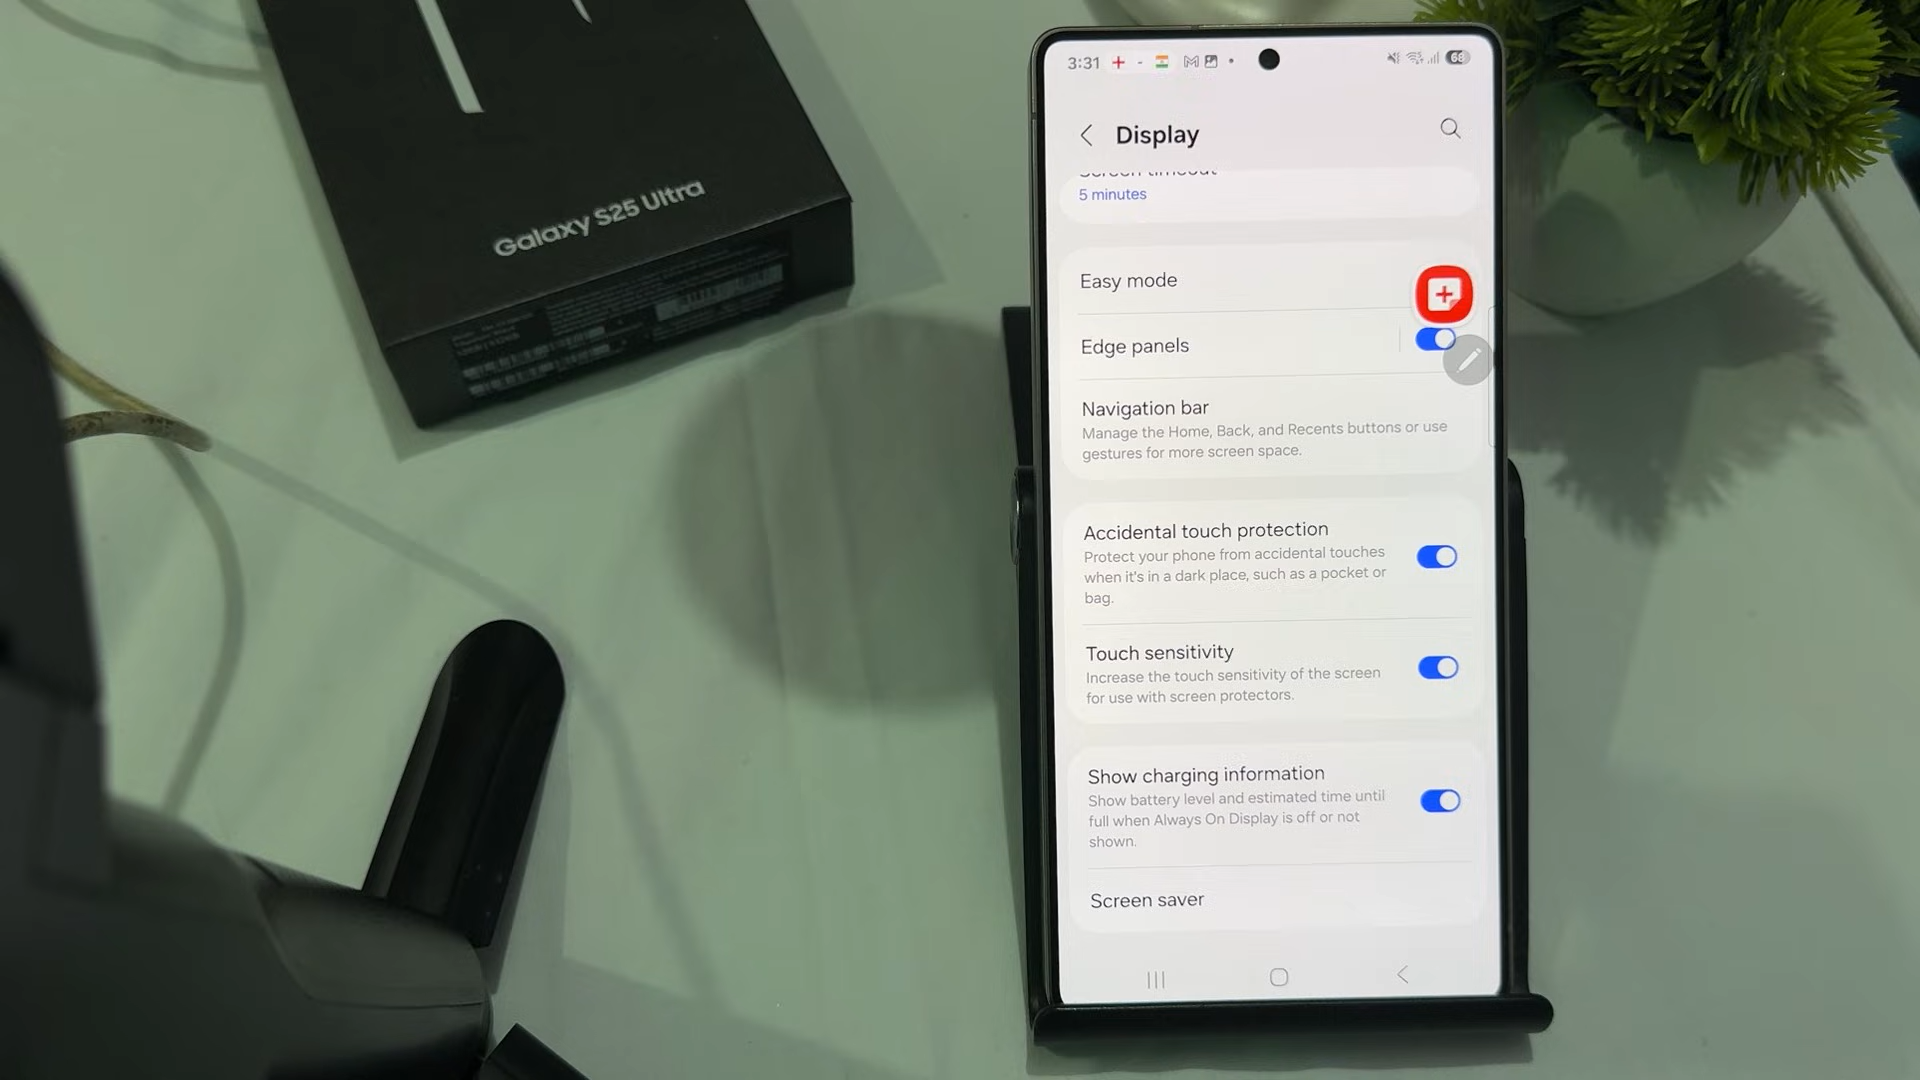 Galaxy S25 Ultra
3:31
68
Display
Screen timeout
5 minutes
Easy mode
Edge panels
Navigation bar
Manage the Home, Back, and Recents buttons or use
gestures for more screen space.
Accidental touch protection
Protect your phone from accidental touches
when it's in a dark place, such as a pocket or
bag.
Touch sensitivity
Increase the touch sensitivity of the screen
for use with screen protectors.
Show charging information
Show battery level and estimated time until
full when Always On Display is off or not
shown.
Screen saver